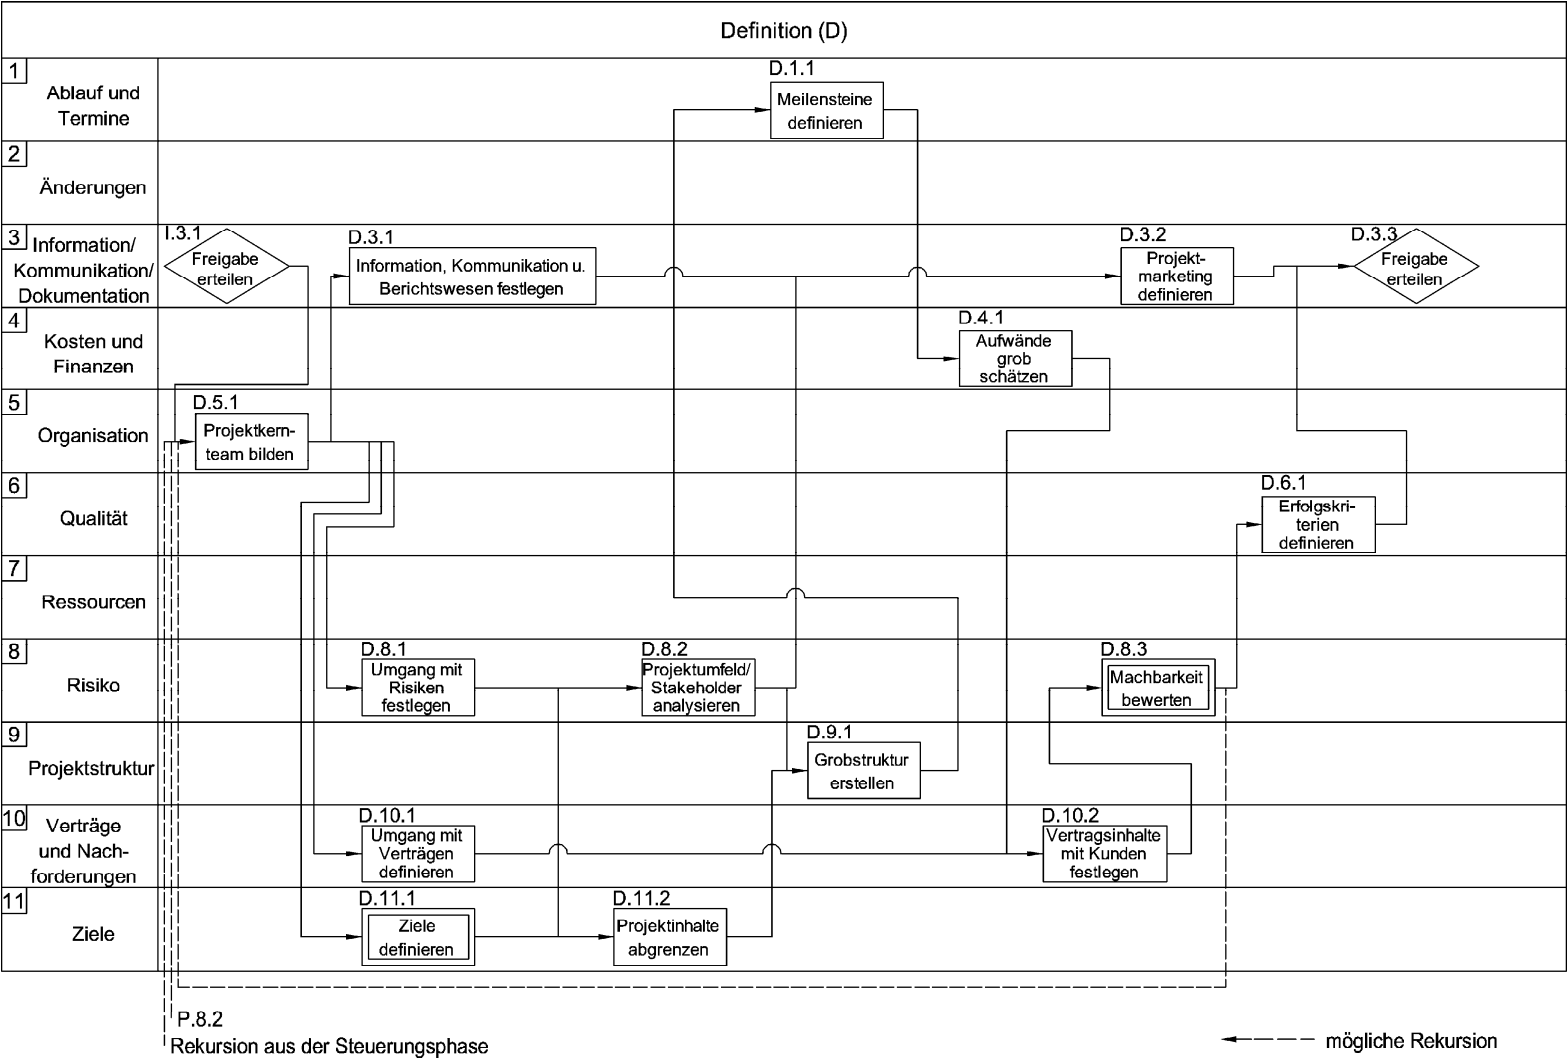 Definition (D)
1
Ablauf und
Termine
D.1.1
Meilensteine
definieren
2
Änderungen
3
Information/
Kommunikation/
Dokumentation
I.3.1
Freigabe
erteilen
D.3.1
Information, Kommunikation u.
Berichtswesen festlegen
D.3.2
Projekt-
marketing
definieren
D.3.3
Freigabe
erteilen
4
Kosten und
Finanzen
D.4.1
Aufwände
grob
schätzen
5
Organisation
D.5.1
Projektkern-
team bilden
6
Qualität
D.6.1
Erfolgskri-
terien
definieren
7
Ressourcen
8
Risiko
D.8.1
Umgang mit
Risiken
festlegen
D.8.2
Projektumfeld/
Stakeholder
analysieren
D.8.3
Machbarkeit
bewerten
9
Projektstruktur
D.9.1
Grobstruktur
erstellen
10
Verträge
und Nach-
forderungen
D.10.1
Umgang mit
Verträgen
definieren
D.10.2
Vertragsinhalte
mit Kunden
festlegen
11
Ziele
D.11.1
Ziele
definieren
D.11.2
Projektinhalte
abgrenzen
P.8.2
Rekursion aus der Steuerungsphase
mögliche Rekursion